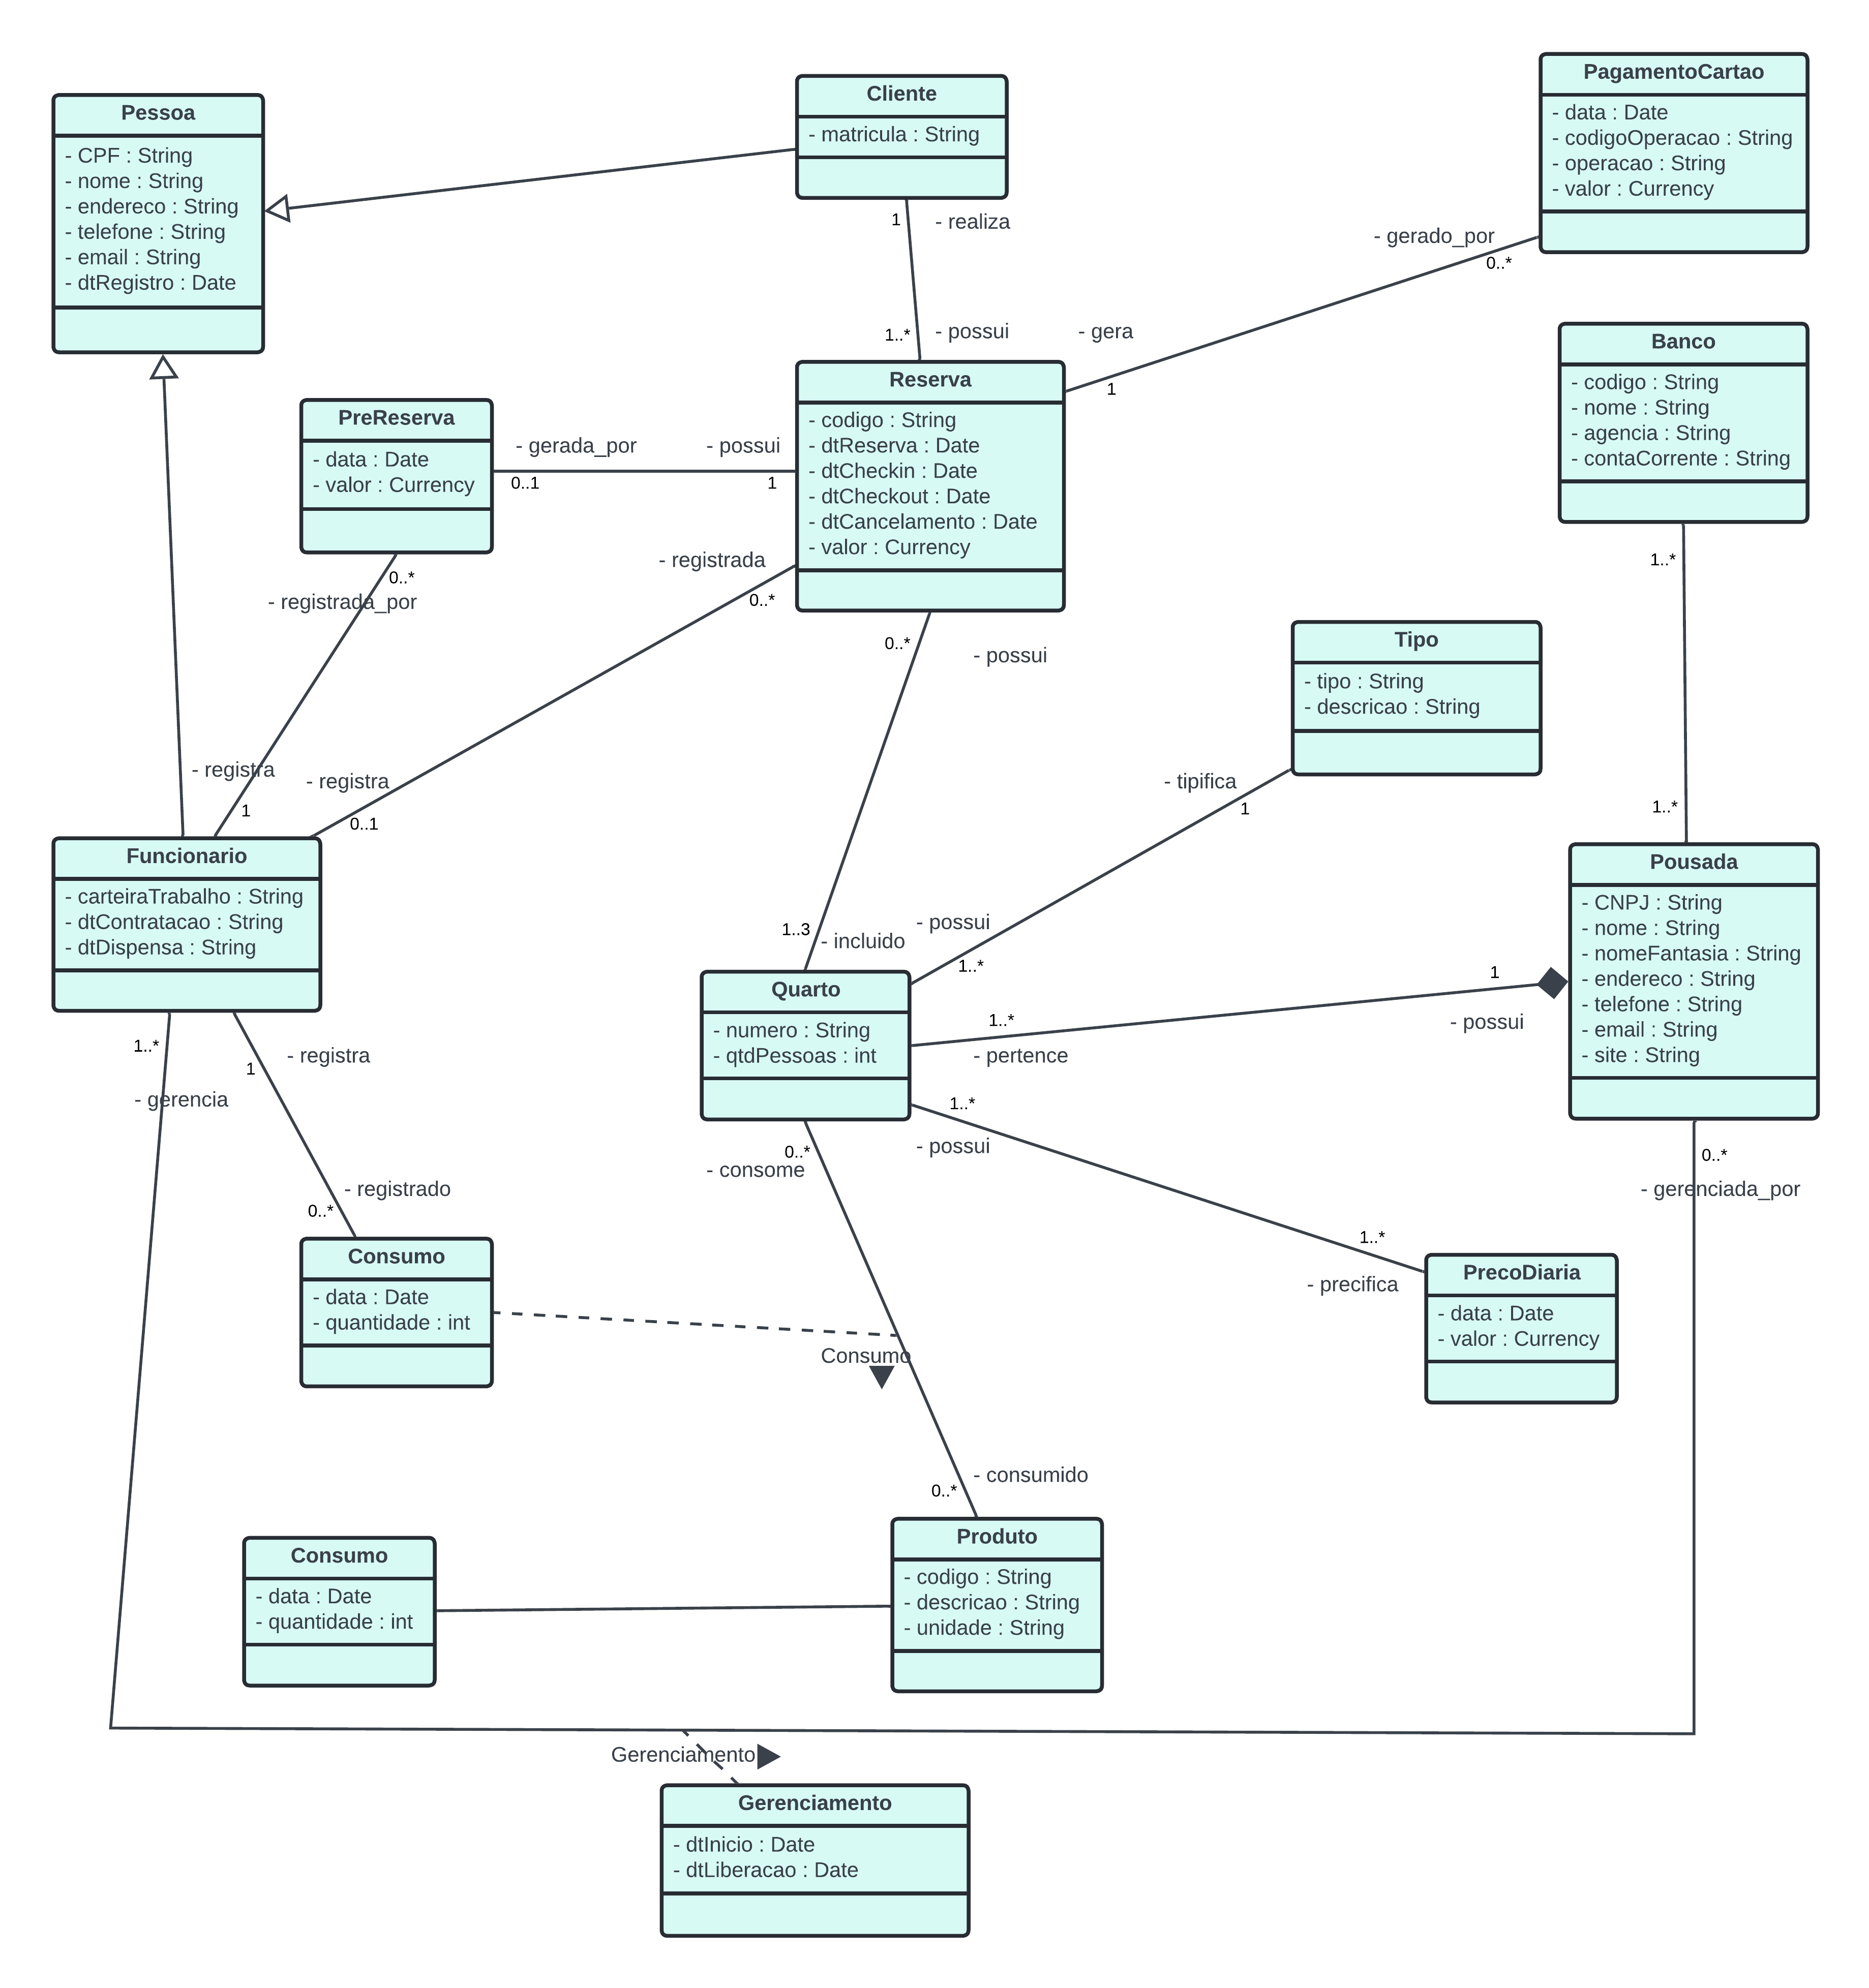 Pessoa
- CPF : String
- nome : String
- endereco : String
- telefone : String
- email : String
- dtRegistro : Date
Cliente
- matricula : String
PagamentoCartao
- data : Date
- codigoOperacao : String
- operacao : String
- valor : Currency
1
- realiza
1..*
- possui
- gera
1
- gerado_por
0..*
Banco
- codigo : String
- nome : String
- agencia : String
- contaCorrente : String
PreReserva
- data : Date
- valor : Currency
- gerada_por
0..1
- possui
1
Reserva
- codigo : String
- dtReserva : Date
- dtCheckin : Date
- dtCheckout : Date
- dtCancelamento : Date
- valor : Currency
1..*
1..*
0..*
- registrada_por
- registrada
0..*
0..*
- possui
Tipo
- tipo : String
- descricao : String
- registra
1
- registra
0..1
- tipifica
1
Funcionario
- carteiraTrabalho : String
- dtContratacao : String
- dtDispensa : String
1..3
- incluido
- possui
1..*
Pousada
- CNPJ : String
- nome : String
- nomeFantasia : String
- endereco : String
- telefone : String
- email : String
- site : String
Quarto
- numero : String
- qtdPessoas : int
1..*
- pertence
1
- possui
1..*
- gerencia
1
- registra
- registrado
0..*
0..*
- consome
1..*
- possui
1..*
- precifica
0..*
- gerenciada_por
Consumo
- data : Date
- quantidade : int
Consumo
PrecoDiaria
- data : Date
- valor : Currency
- consumido
0..*
Consumo
- data : Date
- quantidade : int
Produto
- codigo : String
- descricao : String
- unidade : String
Gerenciamento
Gerenciamento
- dtInicio : Date
- dtLiberacao : Date